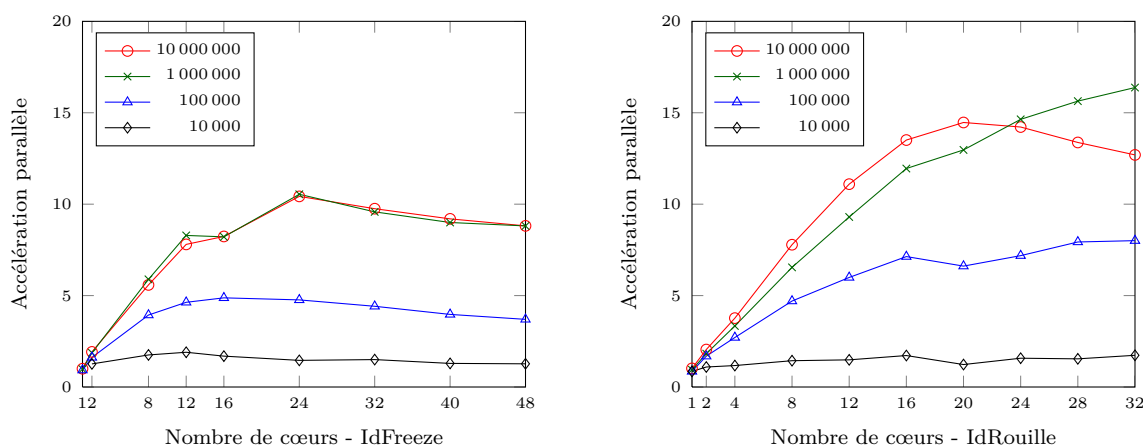 20
15
10
5
0
Accélération parallèle
10 000 000
1 000 000
100 000
10 000
1 2 8 12 16 24 32 40 48
Nombre de cœurs - IdFreeze
20
15
10
5
0
Accélération parallèle
10 000 000
1 000 000
100 000
10 000
1 2 4 8 12 16 20 24 28 32
Nombre de cœurs - IdRouille